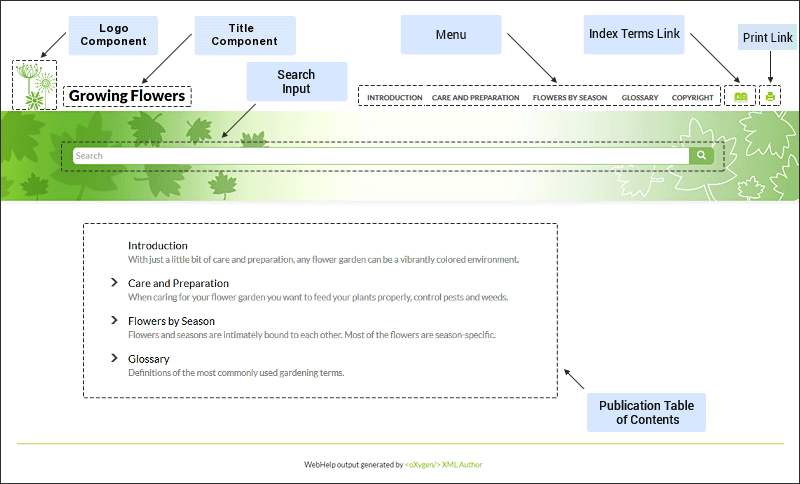 Logo
Component
Title
Component
Menu
Index Terms Link
Print Link
Search
Input
Growing Flowers
INTRODUCTION CARE AND PREPARATION FLOWERS BY SEASON GLOSSARY COPYRIGHT
Search
Introduction
With just a little bit of care and preparation, any flower garden can be a vibrantly colored environment.
Care and Preparation
When caring for your flower garden you want to feed your plants properly, control pests and weeds.
Flowers by Season
Flowers and seasons are intimately bound to each other. Most of the flowers are season-specific.
Glossary
Definitions of the most commonly used gardening terms.
Publication Table
of Contents
WebHelp output generated by <oXygen/> XML Author